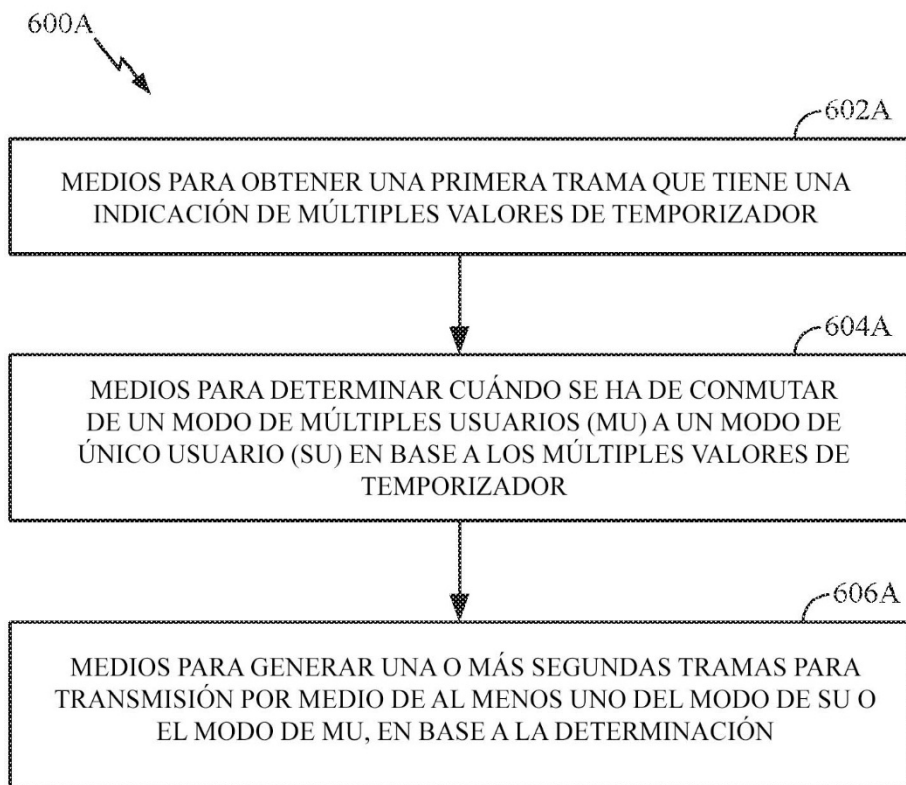 600A
602A
MEDIOS PARA OBTENER UNA PRIMERA TRAMA QUE TIENE UNA
INDICACIÓN DE MÚLTIPLES VALORES DE TEMPORIZADOR
604A
MEDIOS PARA DETERMINAR CUÁNDO SE HA DE CONMUTAR
DE UN MODO DE MÚLTIPLES USUARIOS (MU) A UN MODO DE
ÚNICO USUARIO (SU) EN BASE A LOS MÚLTIPLES VALORES DE
TEMPORIZADOR
606A
MEDIOS PARA GENERAR UNA O MÁS SEGUNDAS TRAMAS PARA
TRANSMISIÓN POR MEDIO DE AL MENOS UNO DEL MODO DE SU O
EL MODO DE MU, EN BASE A LA DETERMINACIÓN